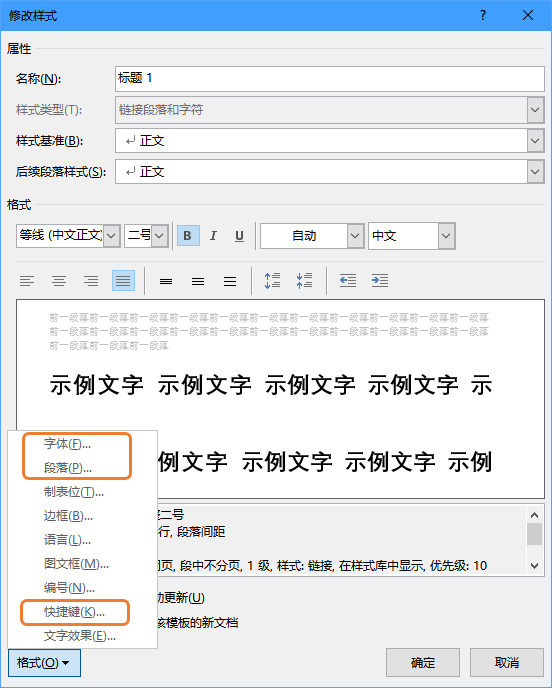 修改样式
?
属性
名称(N):
标题 1
样式类型(T):
链接段落和字符
样式基准(B):
↵ 正文
后续段落样式(S):
↵ 正文
格式
等线 (中文正文)
二号
B I U
自动
中文
前一段落前一段落前一段落前一段落前一段落前一段落前一段落前一段落前一段落前一段落前一段落
前一段落前一段落前一段落前一段落前一段落前一段落前一段落前一段落前一段落前一段落前一段落
前一段落前一段落前一段落
示例文字 示例文字 示例文字 示例文字 示
例文字 示例文字 示例文字 示例
字体(F)...
段落(P)...
制表位(T)...
边框(B)...
语言(L)...
图文框(M)...
编号(N)...
快捷键(K)...
文字效果(E)...
二号
行, 段落间距
页, 段中不分页, 1 级, 样式: 链接, 在样式库中显示, 优先级: 10
更新(U)
该模板的新文档
格式(O)
确定
取消